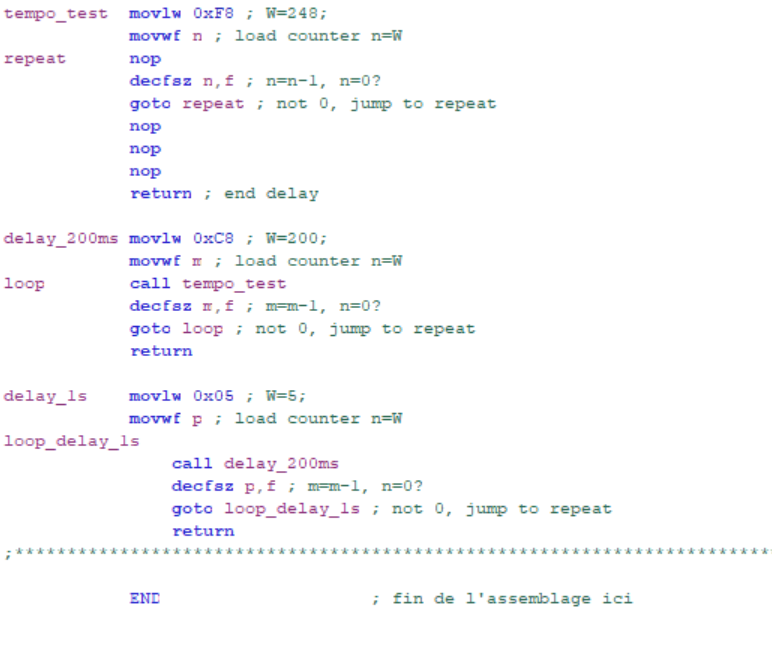 tempo_test movlw 0xF8 ; W=248;
movwf n ; load counter n=W
repeat nop
decfsz n,f ; n=n-1, n=0?
goto repeat ; not 0, jump to repeat
nop
nop
nop
return ; end delay
delay_200ms movlw 0xC8 ; W=200;
movwf m ; load counter n=W
loop call tempo_test
decfsz m,f ; m=m-1, n=0?
goto loop ; not 0, jump to repeat
return
delay_1s movlw 0x05 ; W=5;
movwf p ; load counter n=W
loop_delay_1s
call delay_200ms
decfsz p,f ; m=m-1, n=0?
goto loop_delay_1s ; not 0, jump to repeat
return
;*************************************************************************
END ; fin de l'assemblage ici